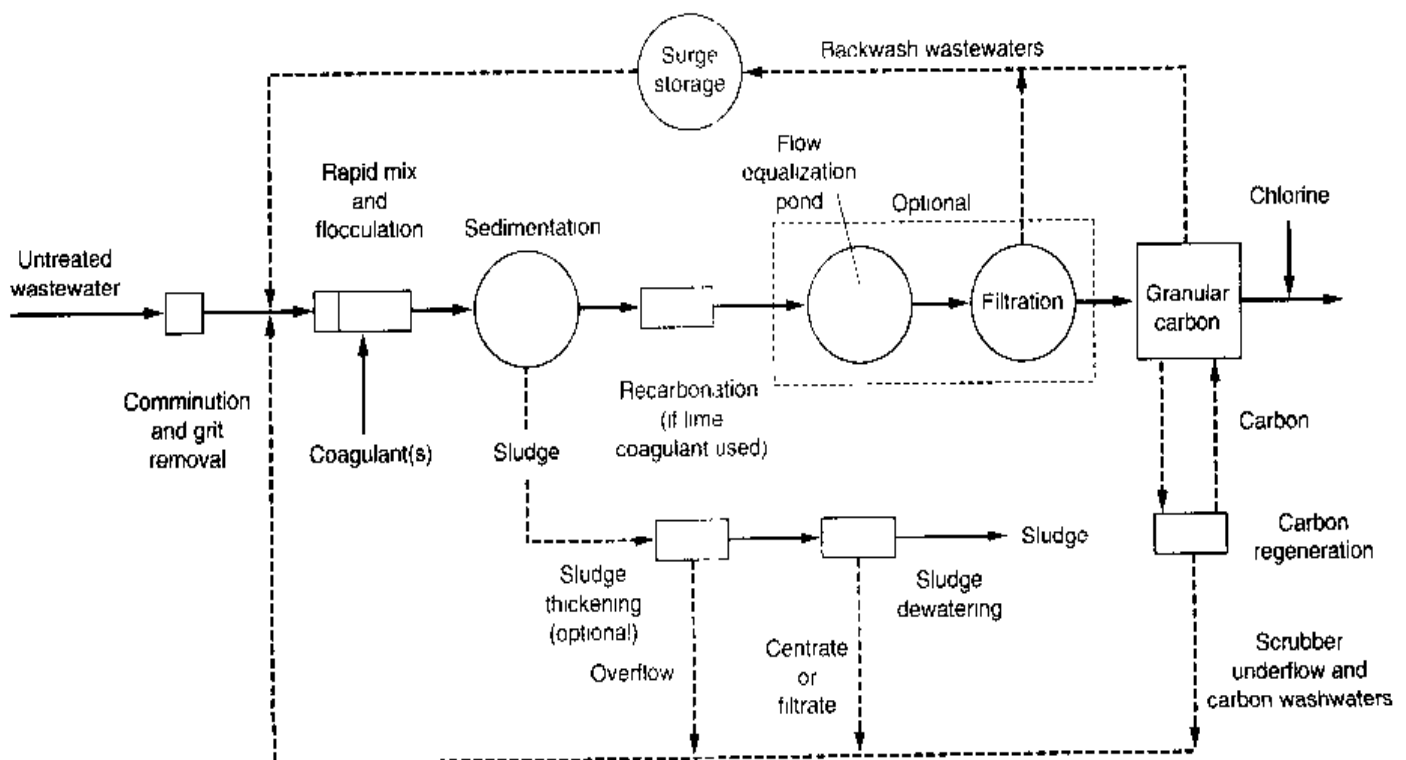 Surge
storage
Backwash wastewaters
Flow
equalization
pond
Optional
Rapid mix
and
flocculation
Sedimentation
Chlorine
Untreated
wastewater
Filtration
Granular
carbon
Comminution
and grit
removal
Coagulant(s)
Sludge
Recarbonation
(if lime
coagulant used)
Carbon
Sludge
Carbon
regeneration
Sludge
thickening
(optional)
Sludge
dewatering
Overflow
Centrate
or
filtrate
Scrubber
underflow and
carbon washwaters